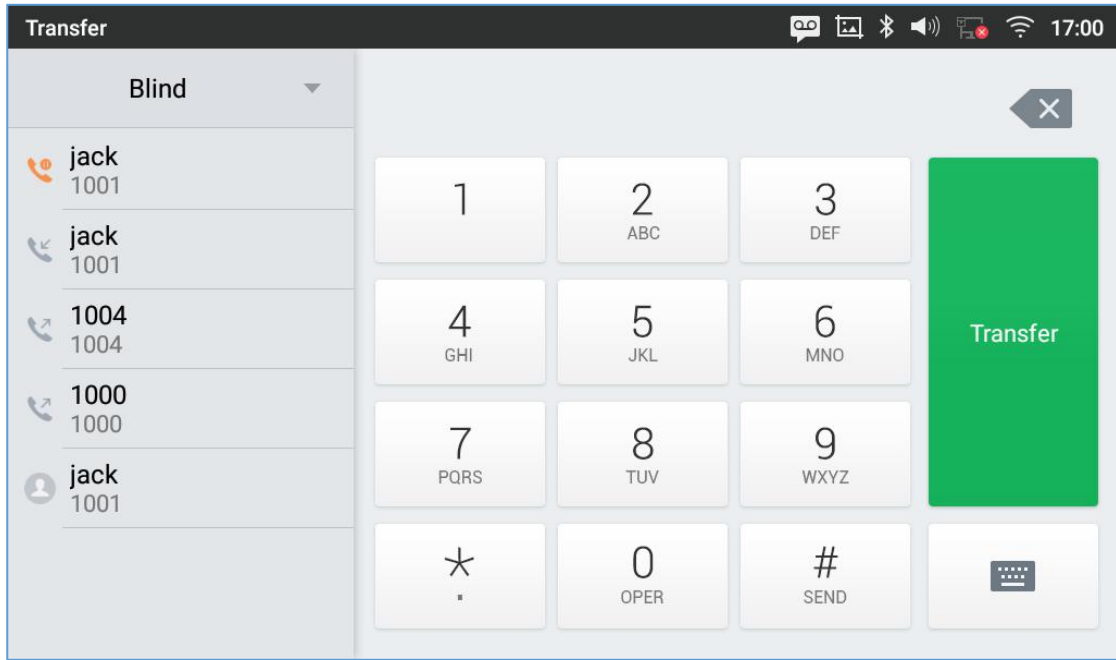 Transfer
17:00
Blind
jack
1001
jack
1001
1004
1004
1000
1000
jack
1001
1
2
ABC
3
DEF
4
GHI
5
JKL
6
MNO
7
PQRS
8
TUV
9
WXYZ
*
.
0
OPER
#
SEND
Transfer